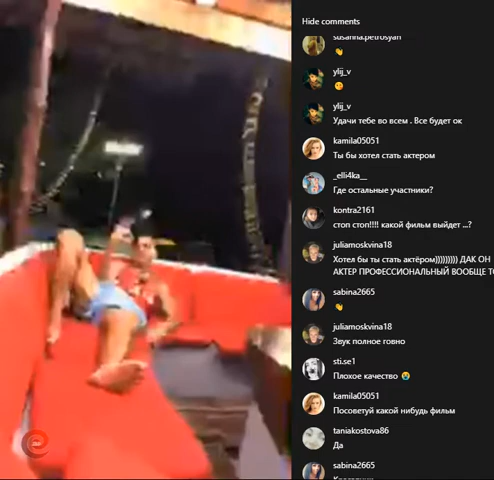 Hide comments
susanna.petrosyan
ylij_v
ylij_v
Удачи тебе во всем . Все будет ок
kamila05051
Ты бы хотел стать актером
_elli4ka__
Где остальные участники?
kontra2161
стоп стоп!!!! какой фильм выйдет ...?
juliamoskvina18
Хотел бы ты стать актёром))))))))) ДАК ОН
АКТЕР ПРОФЕССИОНАЛЬНЫЙ ВООБЩЕ
sabina2665
juliamoskvina18
Звук полное говно
sti.se1
Плохое качество 😭
kamila05051
Посоветуй какой нибудь фильм
taniakostova86
Да
sabina2665